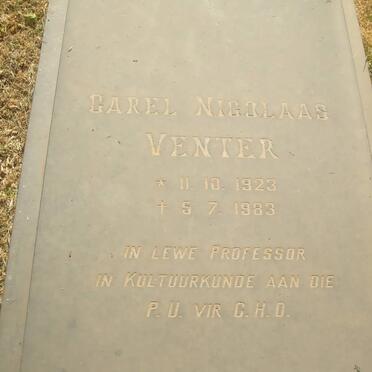 CAREL NICOLAAS
VENTER
* 11. 10. 1923
† 5. 7. 1983
IN LEWE PROFESSOR
IN KULTUURKUNDE AAN DIE
P. U. VIR C. H. O.